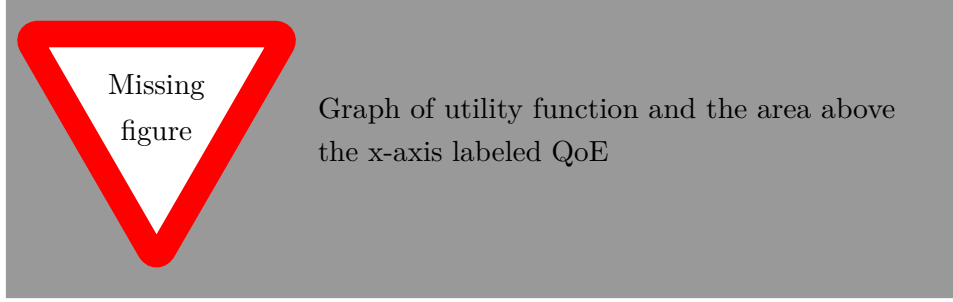 Missing
figure
Graph of utility function and the area above
the x-axis labeled QoE